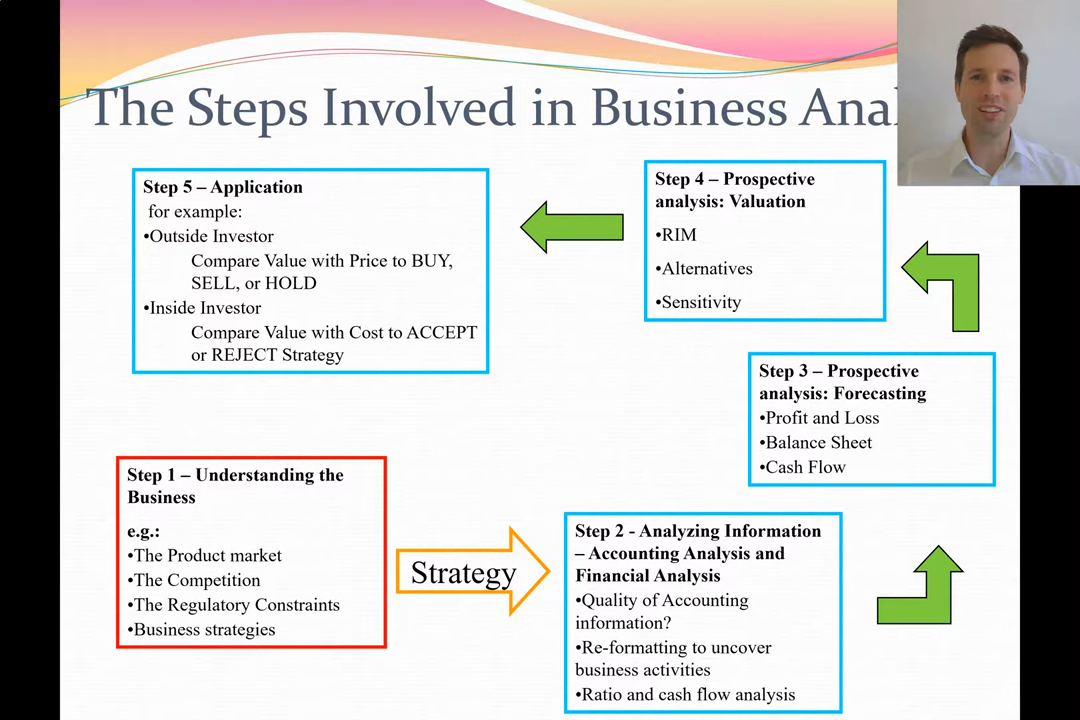 The Steps Involved in Business Anal
Step 5 – Application
for example:
•Outside Investor
Compare Value with Price to BUY,
SELL, or HOLD
•Inside Investor
Compare Value with Cost to ACCEPT
or REJECT Strategy
Step 4 – Prospective
analysis: Valuation
•RIM
•Alternatives
•Sensitivity
Step 3 – Prospective
analysis: Forecasting
•Profit and Loss
•Balance Sheet
•Cash Flow
Step 1 – Understanding the
Business
e.g.:
•The Product market
•The Competition
•The Regulatory Constraints
•Business strategies
Strategy
Step 2 - Analyzing Information
– Accounting Analysis and
Financial Analysis
•Quality of Accounting
information?
•Re-formatting to uncover
business activities
•Ratio and cash flow analysis